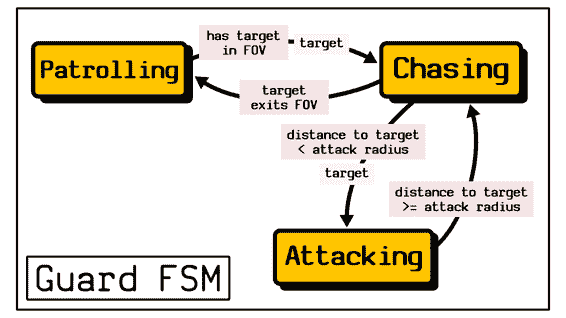 has target
in FOV
target
Patrolling
Chasing
target
exits FOV
distance to target
< attack radius
target
distance to target
>= attack radius
Attacking
Guard FSM